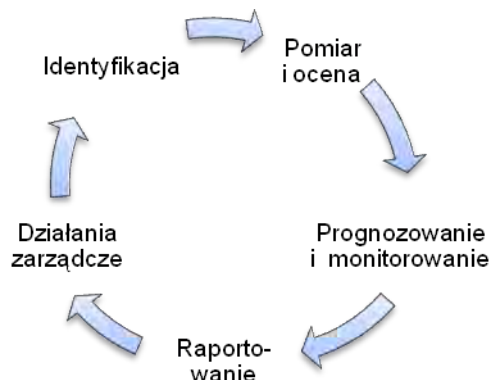 Identyfikacja
Pomiar
i ocena
Prognozowanie
i monitorowanie
Raporto-
wanie
Działania
zarządcze